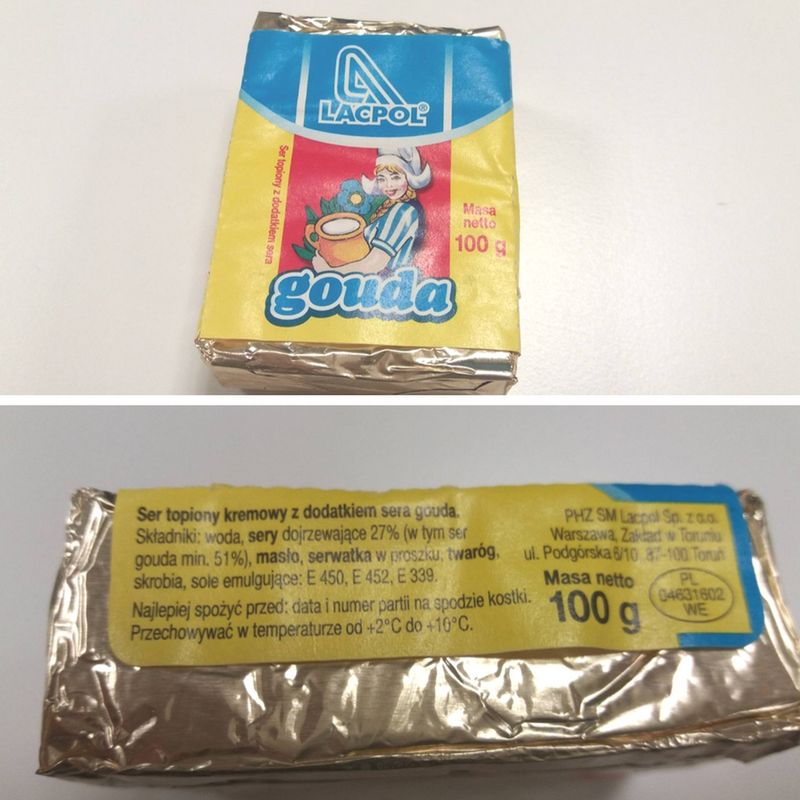 LACPOL®
Ser topiony z dodatkiem sera
Masa
netto
100 g
gouda
Ser topiony kremowy z dodatkiem sera gouda.
Składniki: woda, sery dojrzewające 27% (w tym ser
gouda min. 51%), masło, serwatka w proszku, twaróg,
skrobia, sole emulgujące: E 450, E 452, E 339.
Najlepiej spożyć przed: data i numer partii na spodzie kostki.
Przechowywać w temperaturze od +2°C do +10°C.
PHZ SM Lacpol Sp. z o.o.
Warszawa, Zakład w Toruniu
ul. Podgórska 6/10, 87-100 Toruń
Masa netto
100 g
PL
04631602
WE